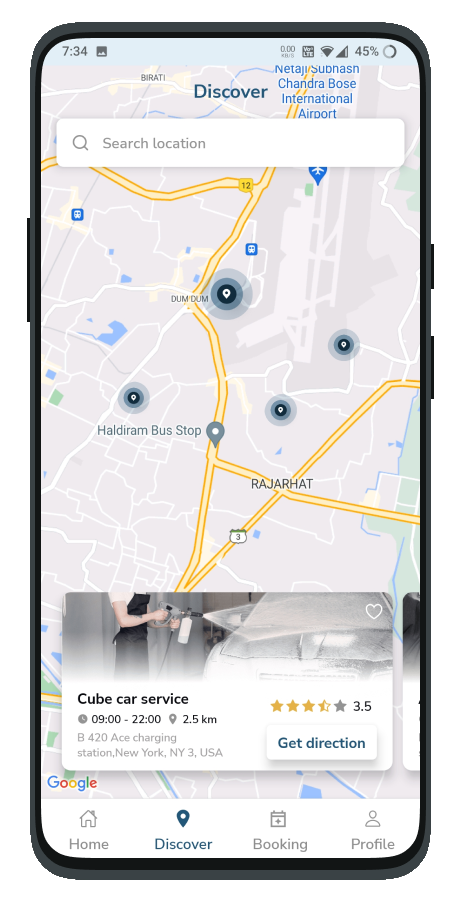 7:34
0.00
KB/S
VoLTE
45%
BIRATI
Netaji Subhash
Chandra Bose
International
Airport
Discover
Search location
12
DUM DUM
Haldiram Bus Stop
RAJARHAT
3
Cube car service
09:00 - 22:00
2.5 km
3.5
B 420 Ace charging
station,New York, NY 3, USA
Get direction
Google
Home
Discover
Booking
Profile